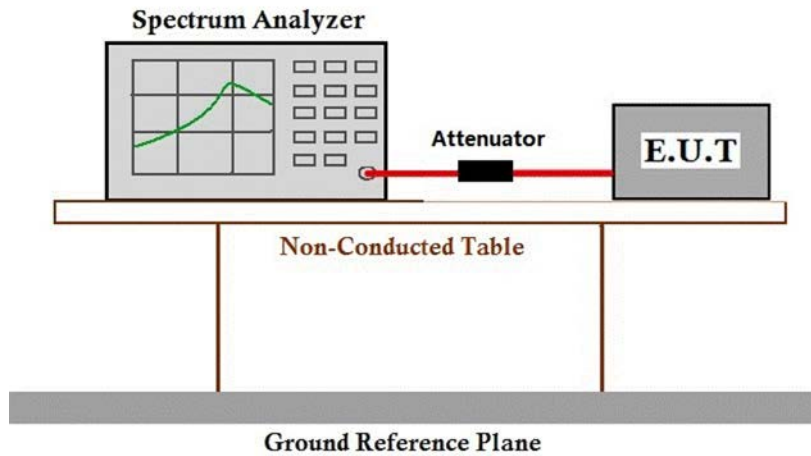 Spectrum Analyzer
Attenuator
E.U.T
Non-Conducted Table
Ground Reference Plane